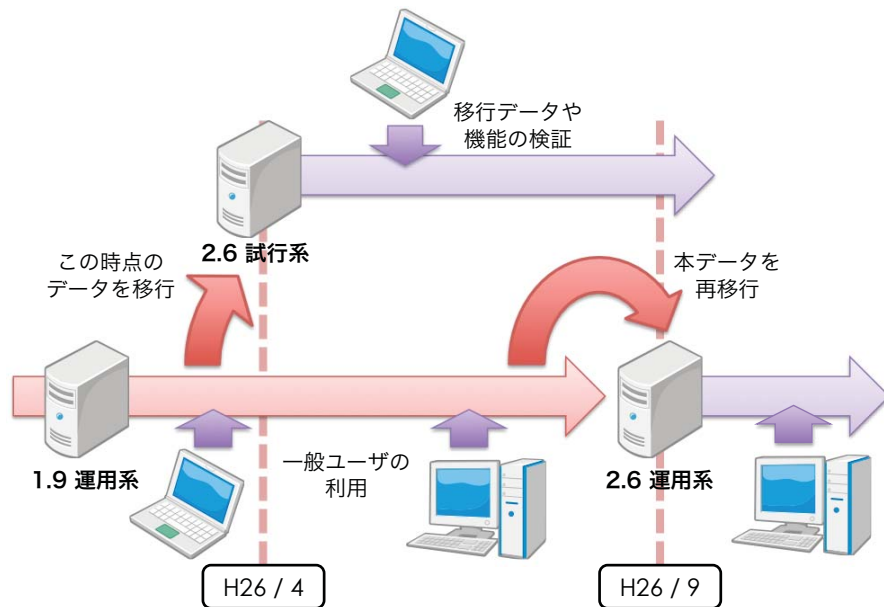 移行データや
機能の検証
2.6 試行系
この時点の
データを移行
本データを
再移行
1.9 運用系
一般ユーザの
利用
2.6 運用系
H26 / 4
H26 / 9